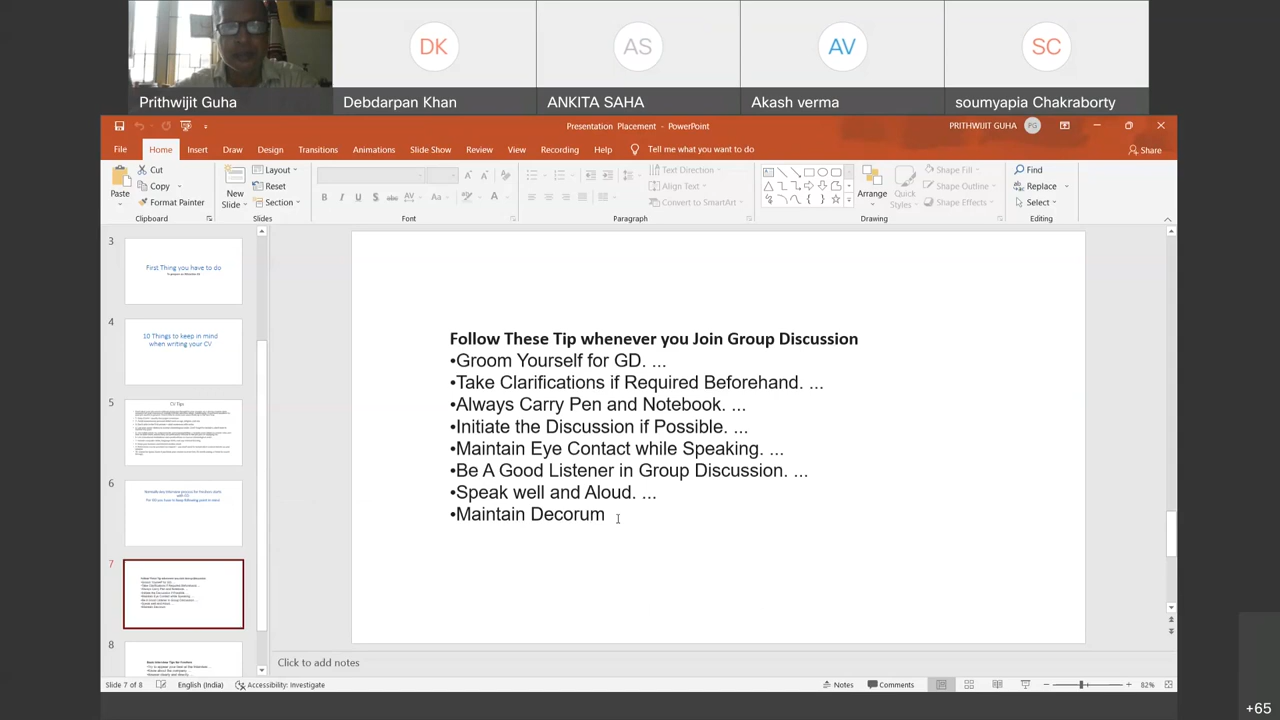 DK
AS
AV
SC
Prithwijit Guha
Debdarpan Khan
ANKITA SAHA
Akash verma
soumyapia Chakraborty
Presentation Placement - PowerPoint
PRITHWIJIT GUHA
PG
File
Home
Insert
Draw
Design
Transitions
Animations
Slide Show
Review
View
Recording
Help
Tell me what you want to do
Share
Paste
Cut
Copy
Format Painter
Clipboard
New
Slide
Layout
Reset
Section
Slides
Font
Text Direction
Align Text
Convert to SmartArt
Paragraph
Arrange
Quick
Styles
Shape Fill
Shape Outline
Shape Effects
Drawing
Find
Replace
Select
Editing
3
First Thing you have to do
4
10 Things to keep in mind
when writing your CV
5
CV Tips
6
7
8
Follow These Tip whenever you Join Group Discussion
•Groom Yourself for GD. ...
•Take Clarifications if Required Beforehand. ...
•Always Carry Pen and Notebook. ...
•Initiate the Discussion if Possible. ...
•Maintain Eye Contact while Speaking. ...
•Be A Good Listener in Group Discussion. ...
•Speak well and Aloud. ...
•Maintain Decorum
Click to add notes
Slide 7 of 8
English (India)
Accessibility: Investigate
Notes
Comments
82%
+65